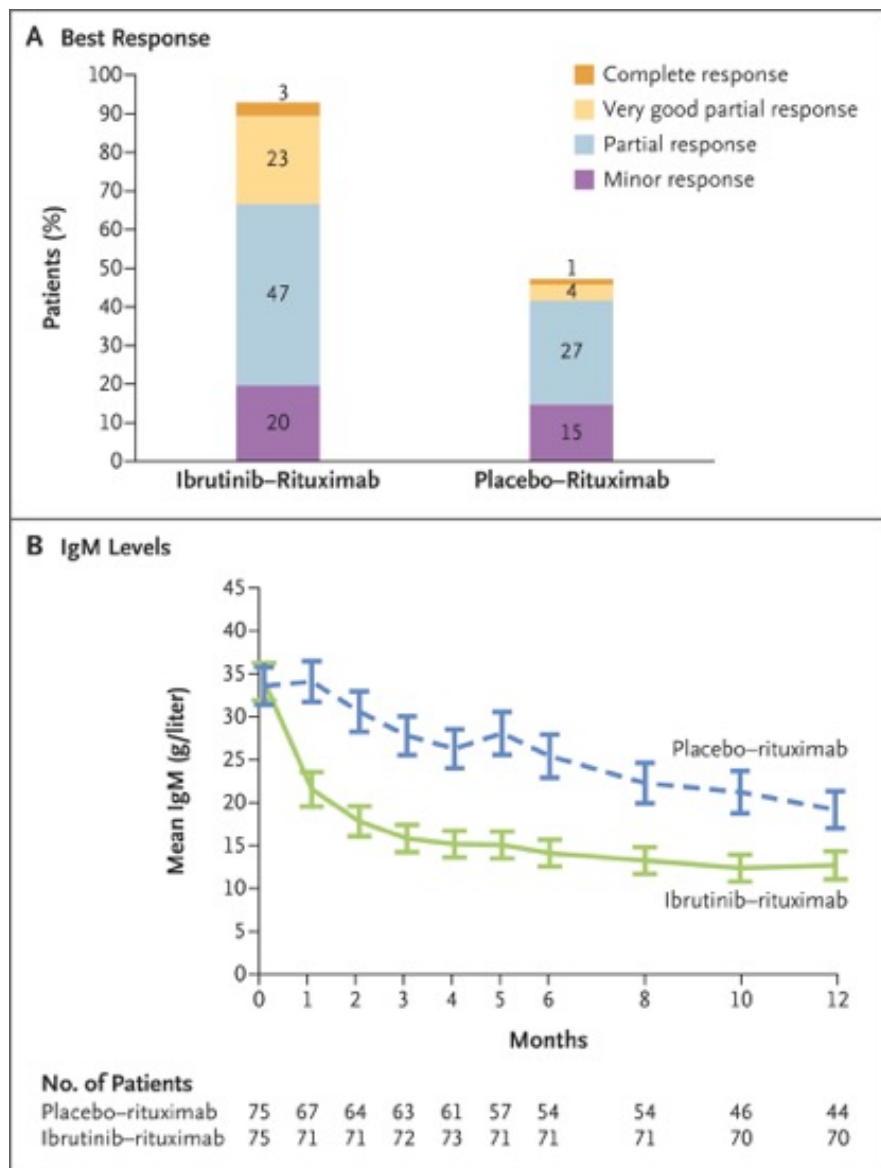 A Best Response
100
90
80
70
60
50
40
30
20
10
0
Patients (%)
3
23
47
20
1
4
27
15
Complete response
Very good partial response
Partial response
Minor response
Ibrutinib–Rituximab Placebo–Rituximab
B IgM Levels
45
40
35
30
25
20
15
10
5
0
Mean IgM (g/liter)
Placebo–rituximab
Ibrutinib–rituximab
0 1 2 3 4 5 6 8 10 12
Months
No. of Patients
Placebo–rituximab 75 67 64 63 61 57 54 54 46 44
Ibrutinib–rituximab 75 71 71 72 73 71 71 71 70 70